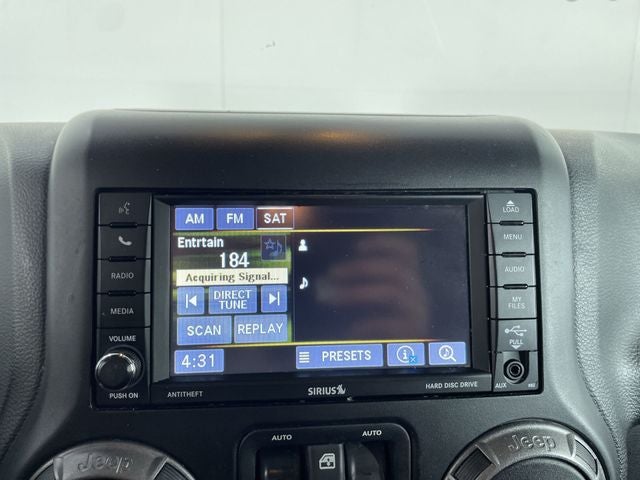 AM FM SAT
LOAD
Entrtain
184
MENU
Acquiring Signal...
RADIO
AUDIO
DIRECT TUNE
MEDIA
MY FILES
SCAN REPLAY
VOLUME
PULL
4:31 PRESETS i
PUSH ON
ANTITHEFT
SIRIUS
HARD DISC DRIVE
AUX
AUTO AUTO
Jeep
Jeep